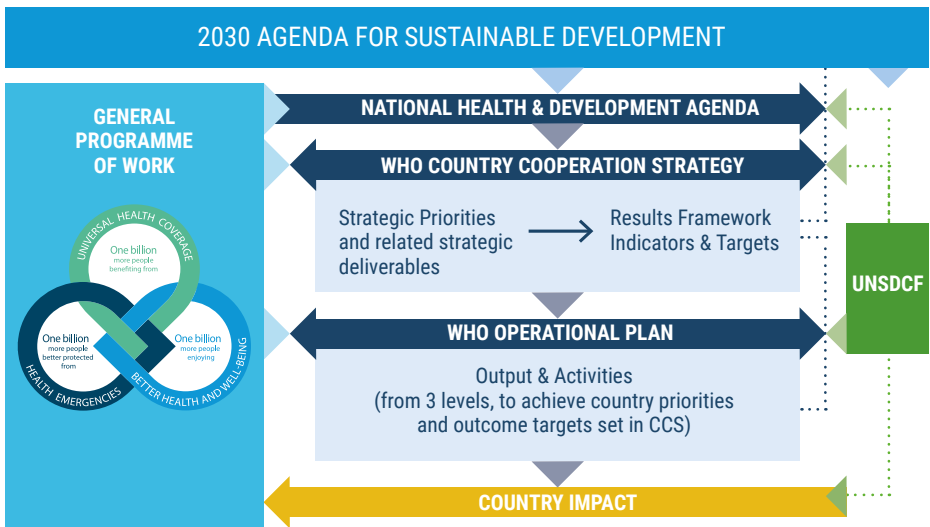 2030 AGENDA FOR SUSTAINABLE DEVELOPMENT
GENERAL
PROGRAMME
OF WORK
UNIVERSAL HEALTH COVERAGE
One billion
more people
benefiting from
One billion
more people
better protected
from
HEALTH EMERGENCIES
One billion
more people
enjoying
BETTER HEALTH AND WELL-BEING
NATIONAL HEALTH & DEVELOPMENT AGENDA
WHO COUNTRY COOPERATION STRATEGY
Strategic Priorities
and related strategic
deliverables
Results Framework
Indicators & Targets
WHO OPERATIONAL PLAN
Output & Activities
(from 3 levels, to achieve country priorities
and outcome targets set in CCS)
COUNTRY IMPACT
UNSDCF